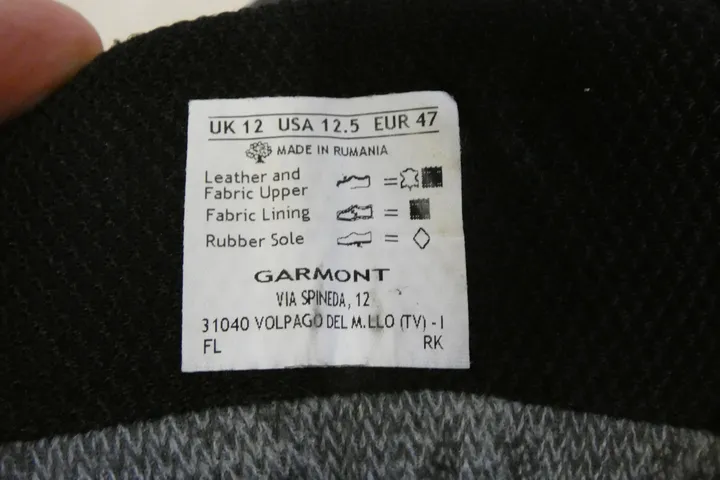 UK 12 USA 12.5 EUR 47
MADE IN RUMANIA
Leather and
Fabric Upper
=
Fabric Lining =
Rubber Sole =
GARMONT
VIA SPINEDA, 12
31040 VOLPAGO DEL M.LLO (TV) - I
FL RK